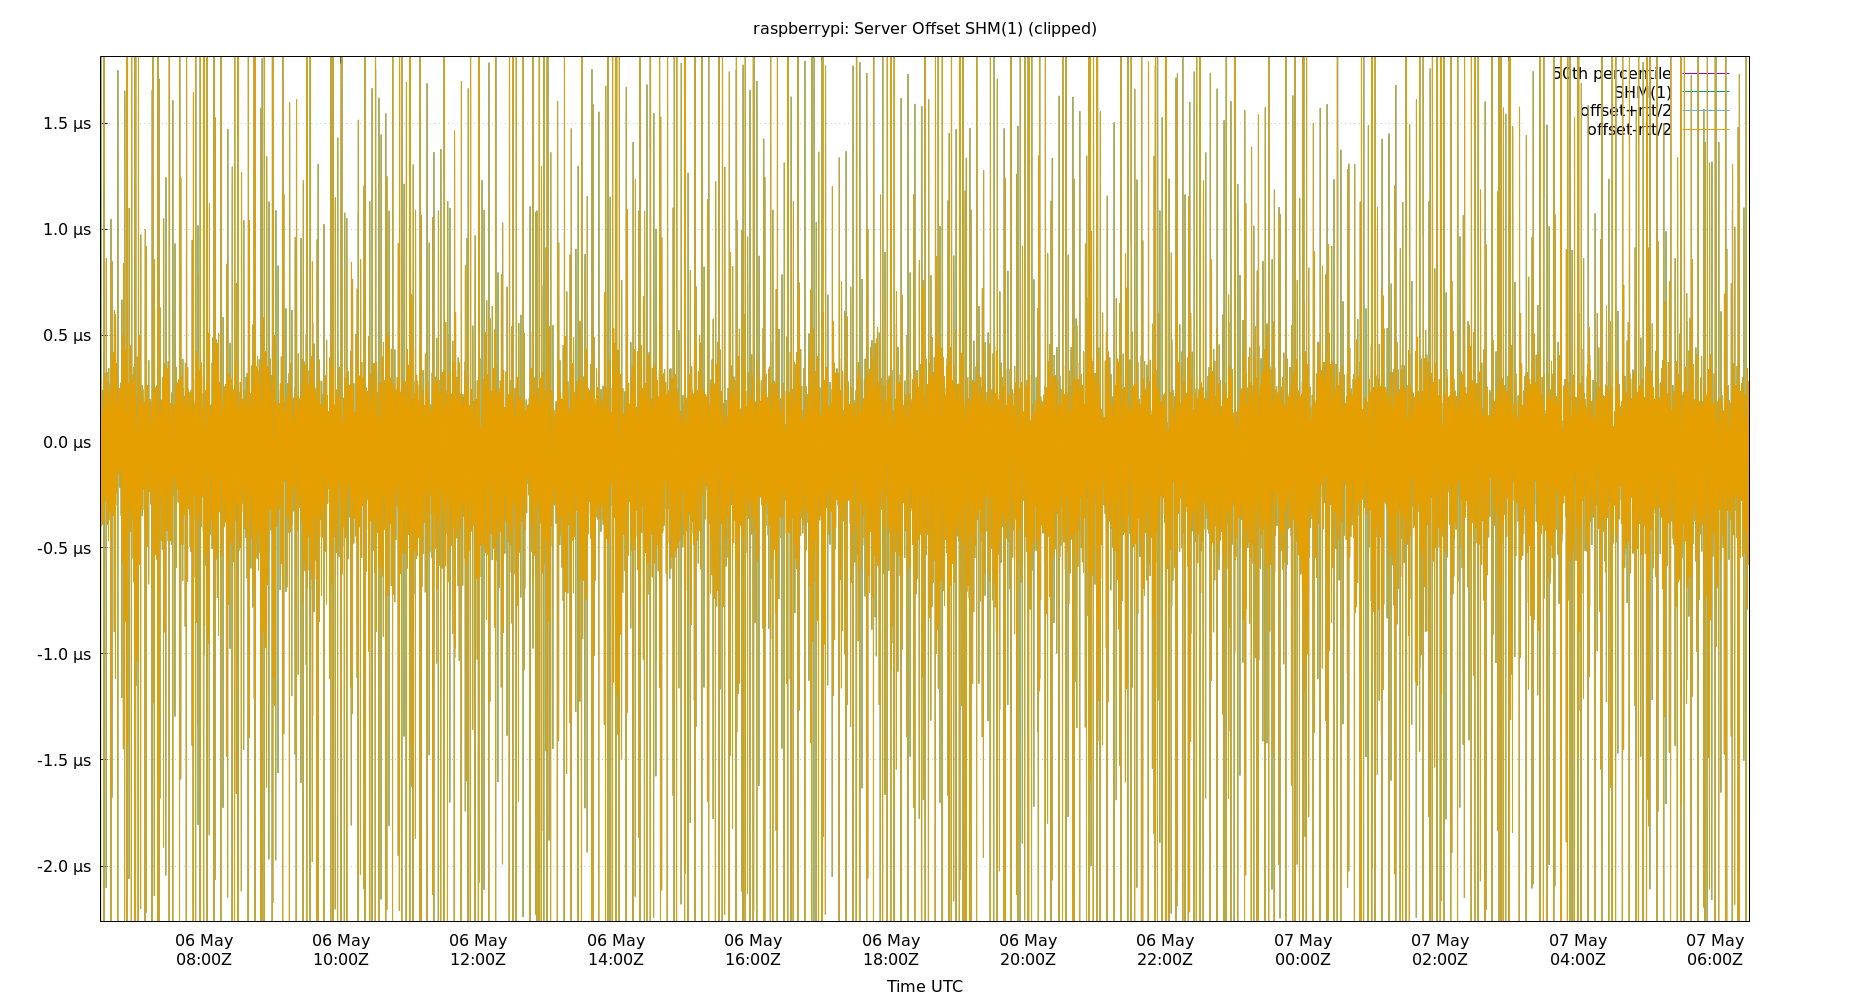 raspberrypi: Server Offset SHM(1) (clipped)
50th percentile
SHM(1)
offset+rtt/2
offset-rtt/2
1.5 µs
1.0 µs
0.5 µs
0.0 µs
-0.5 µs
-1.0 µs
-1.5 µs
-2.0 µs
06 May 06 May 06 May 06 May 06 May 06 May 06 May 06 May 07 May 07 May 07 May 07 May
08:00Z 10:00Z 12:00Z 14:00Z 16:00Z 18:00Z 20:00Z 22:00Z 00:00Z 02:00Z 04:00Z 06:00Z
Time UTC